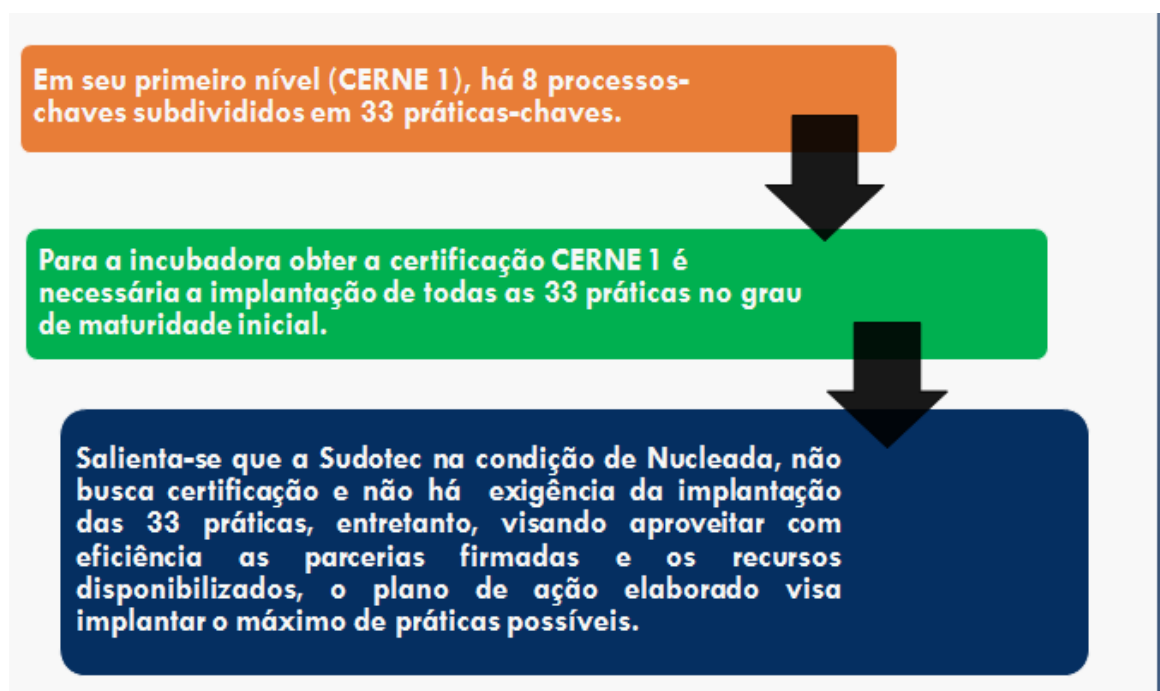 Em seu primeiro nível (CERNE 1), há 8 processos-
chaves subdivididos em 33 práticas-chaves.
Para a incubadora obter a certificação CERNE 1 é
necessária a implantação de todas as 33 práticas no grau
de maturidade inicial.
Salienta-se que a Sudotec na condição de Nucleada, não
busca certificação e não há exigência da implantação
das 33 práticas, entretanto, visando aproveitar com
eficiência as parcerias firmadas e os recursos
disponibilizados, o plano de ação elaborado visa
implantar o máximo de práticas possíveis.